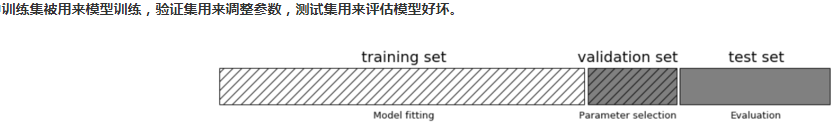 训练集被用来模型训练，验证集用来调整参数，测试集用来评估模型好坏。
training set validation set test set
Model fitting Parameter selection Evaluation